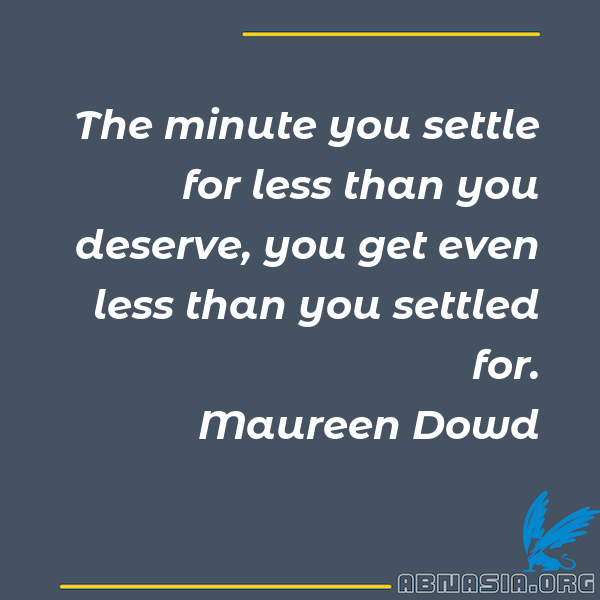 The minute you settle
for less than you
deserve, you get even
less than you settled
for.
Maureen Dowd
ABNASIA.ORG